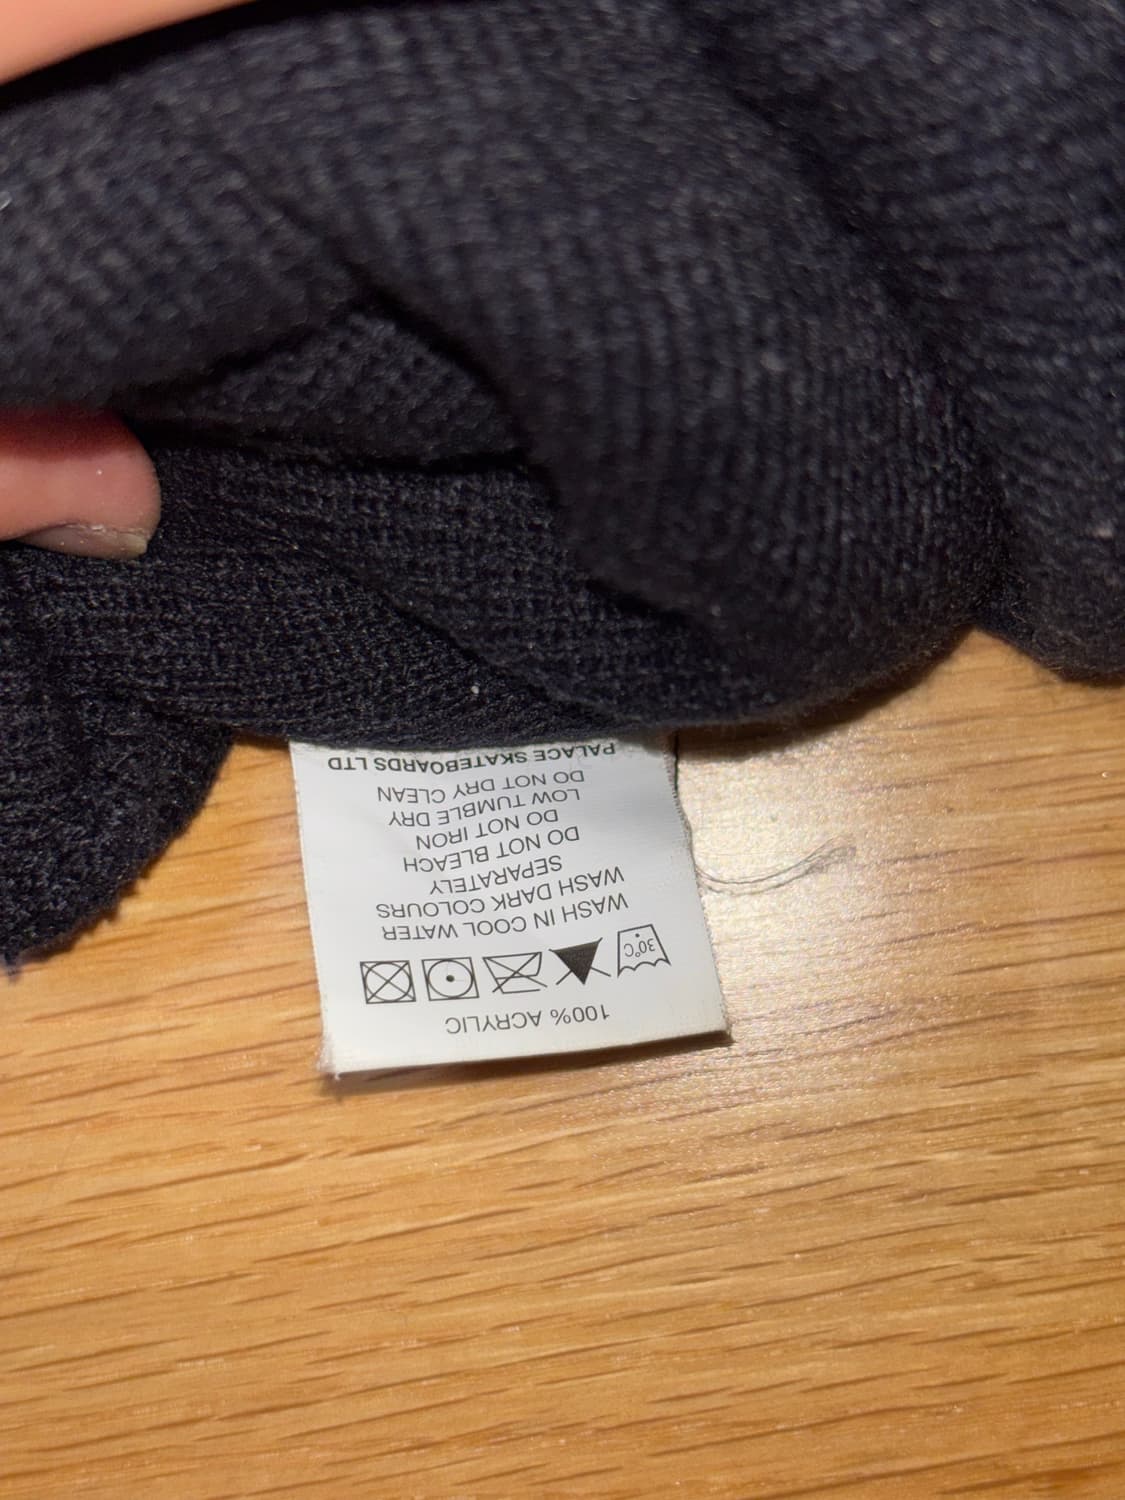 100% ACRYLIC
30°C
WASH IN COOL WATER
WASH DARK COLOURS
SEPARATELY
DO NOT BLEACH
DO NOT IRON
LOW TUMBLE DRY
DO NOT DRY CLEAN
PALACE SKATEBOARDS LTD